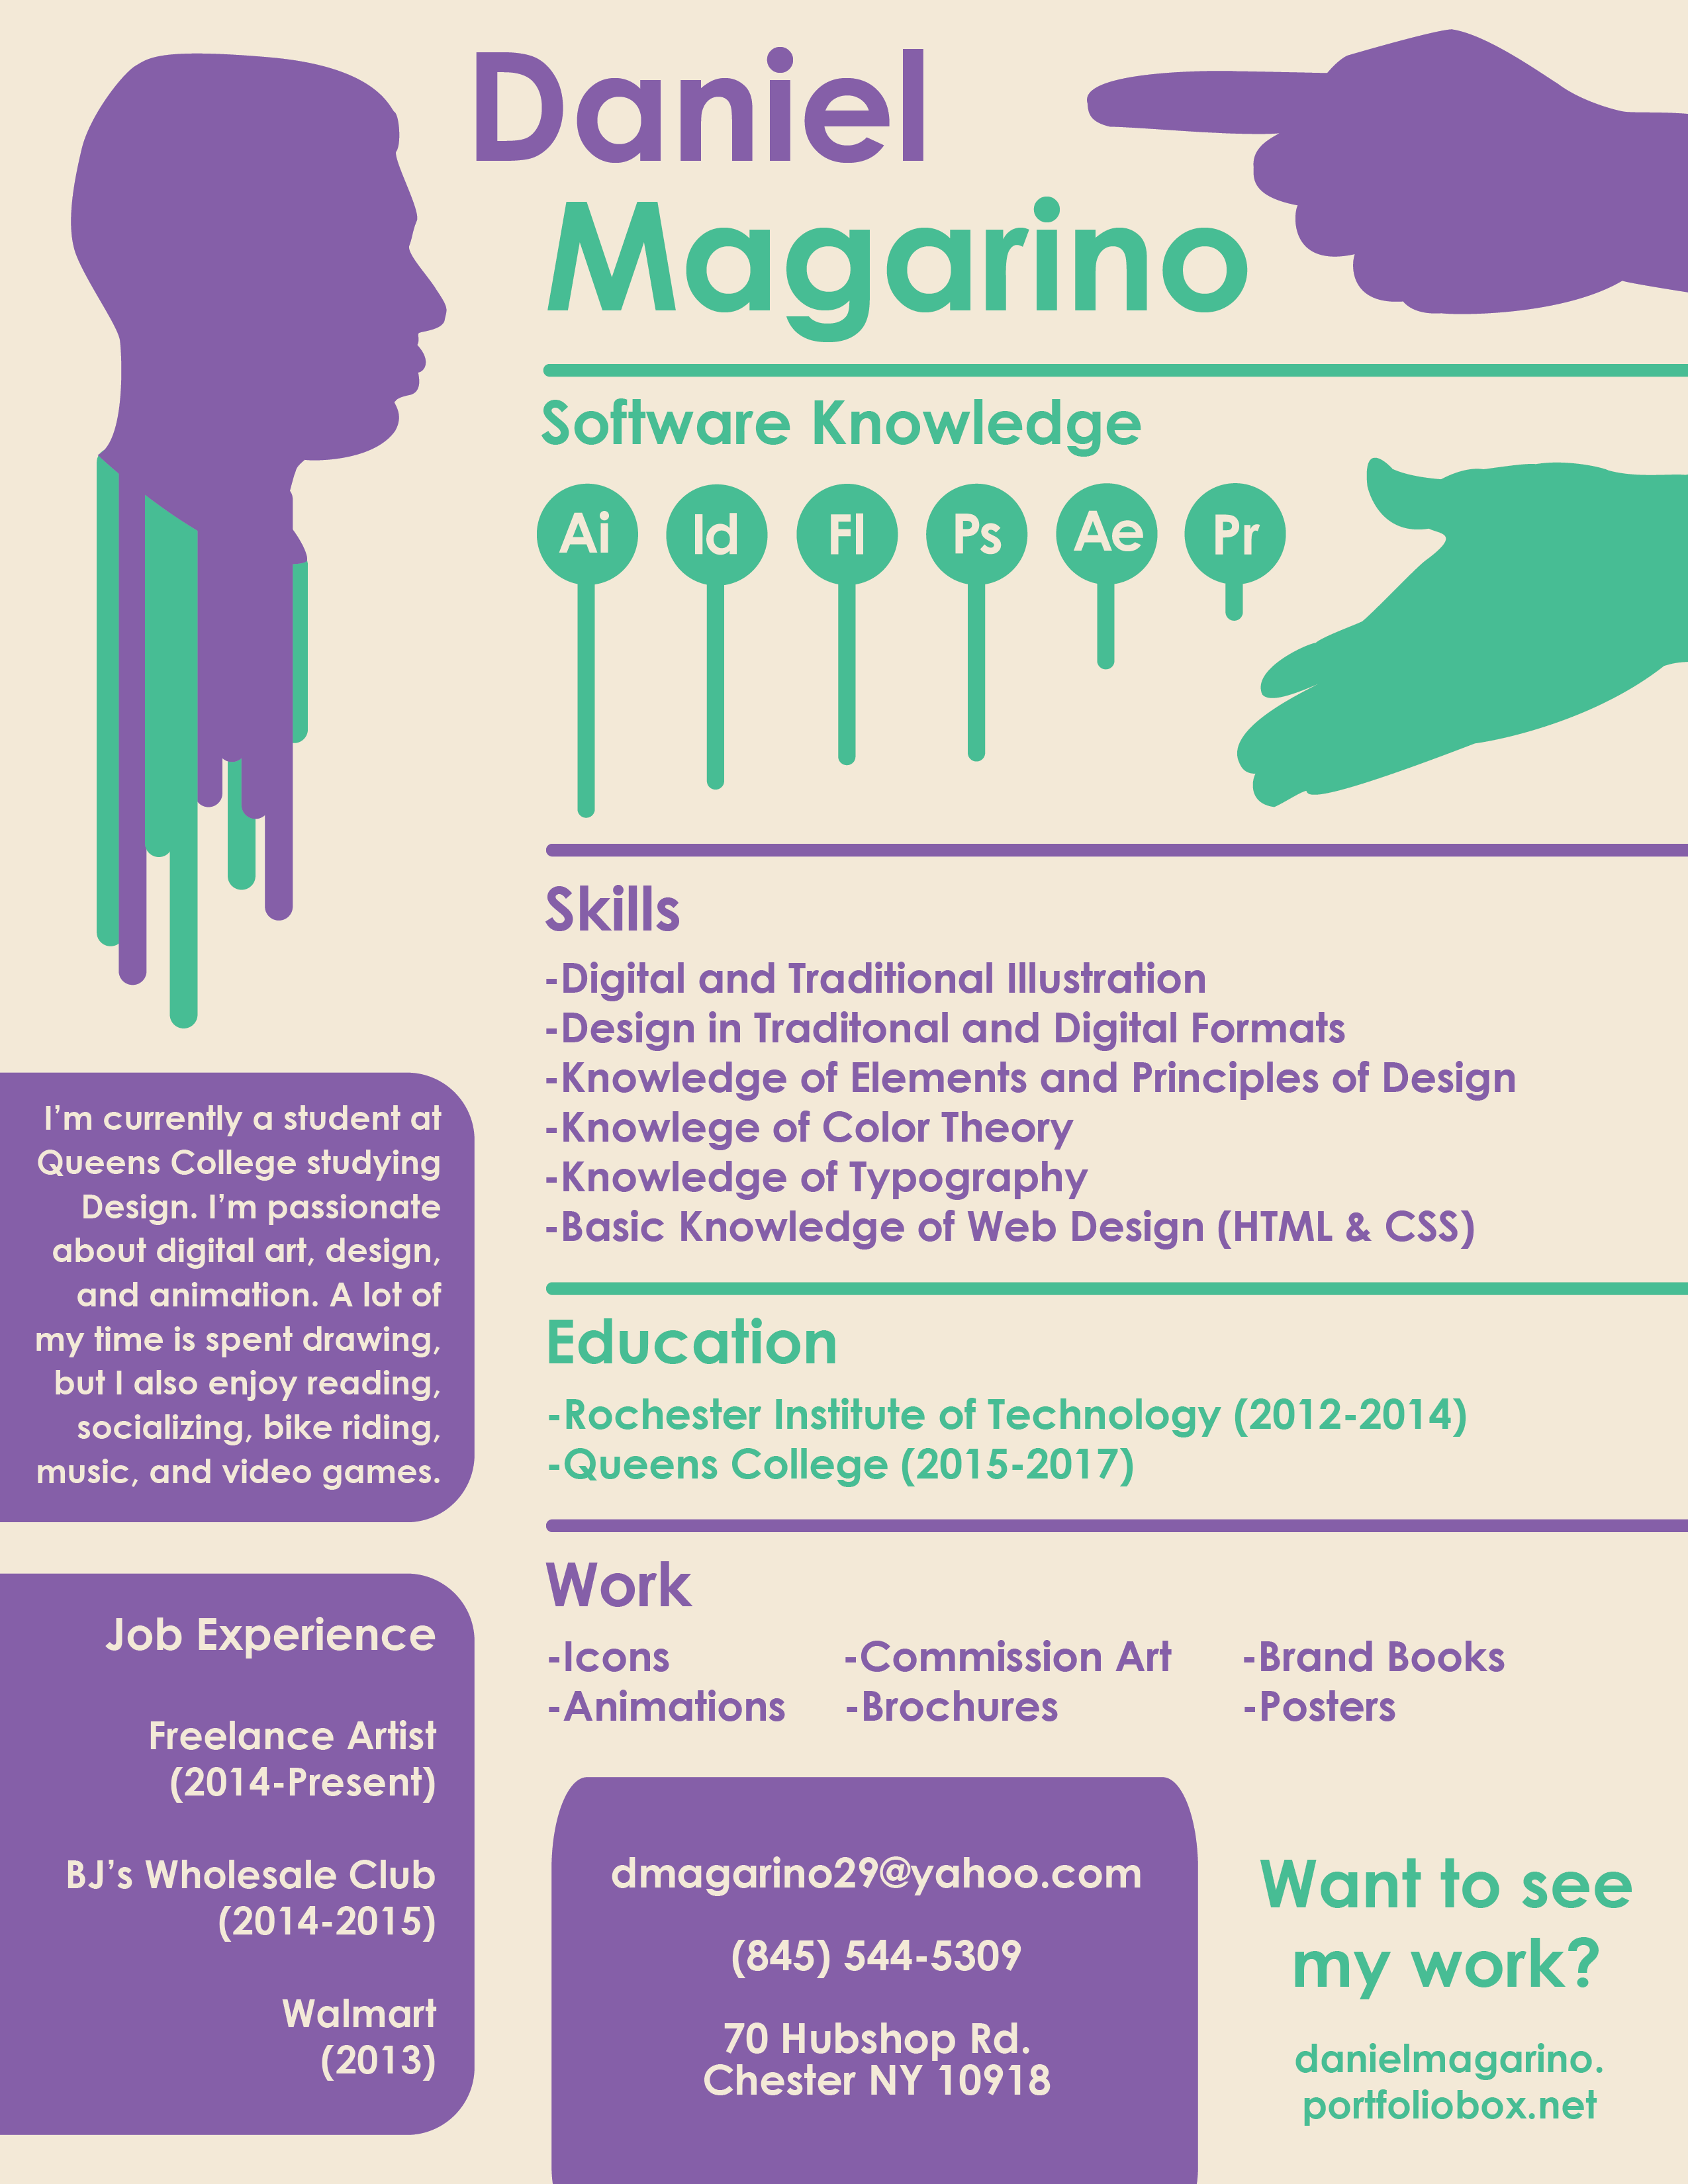 Daniel
Magarino
Software Knowledge
Ai Id Fl Ps Ae Pr
Skills
-Digital and Traditional Illustration
-Design in Traditonal and Digital Formats
-Knowledge of Elements and Principles of Design
-Knowlege of Color Theory
-Knowledge of Typography
-Basic Knowledge of Web Design (HTML & CSS)
I’m currently a student at
Queens College studying
Design. I’m passionate
about digital art, design,
and animation. A lot of
my time is spent drawing,
but I also enjoy reading,
socializing, bike riding,
music, and video games.
Education
-Rochester Institute of Technology (2012-2014)
-Queens College (2015-2017)
Job Experience
Freelance Artist
(2014-Present)
BJ’s Wholesale Club
(2014-2015)
Walmart
(2013)
Work
-Icons -Commission Art -Brand Books
-Animations -Brochures -Posters
dmagarino29@yahoo.com
(845) 544-5309
70 Hubshop Rd.
Chester NY 10918
Want to see
my work?
danielmagarino.
portfoliobox.net